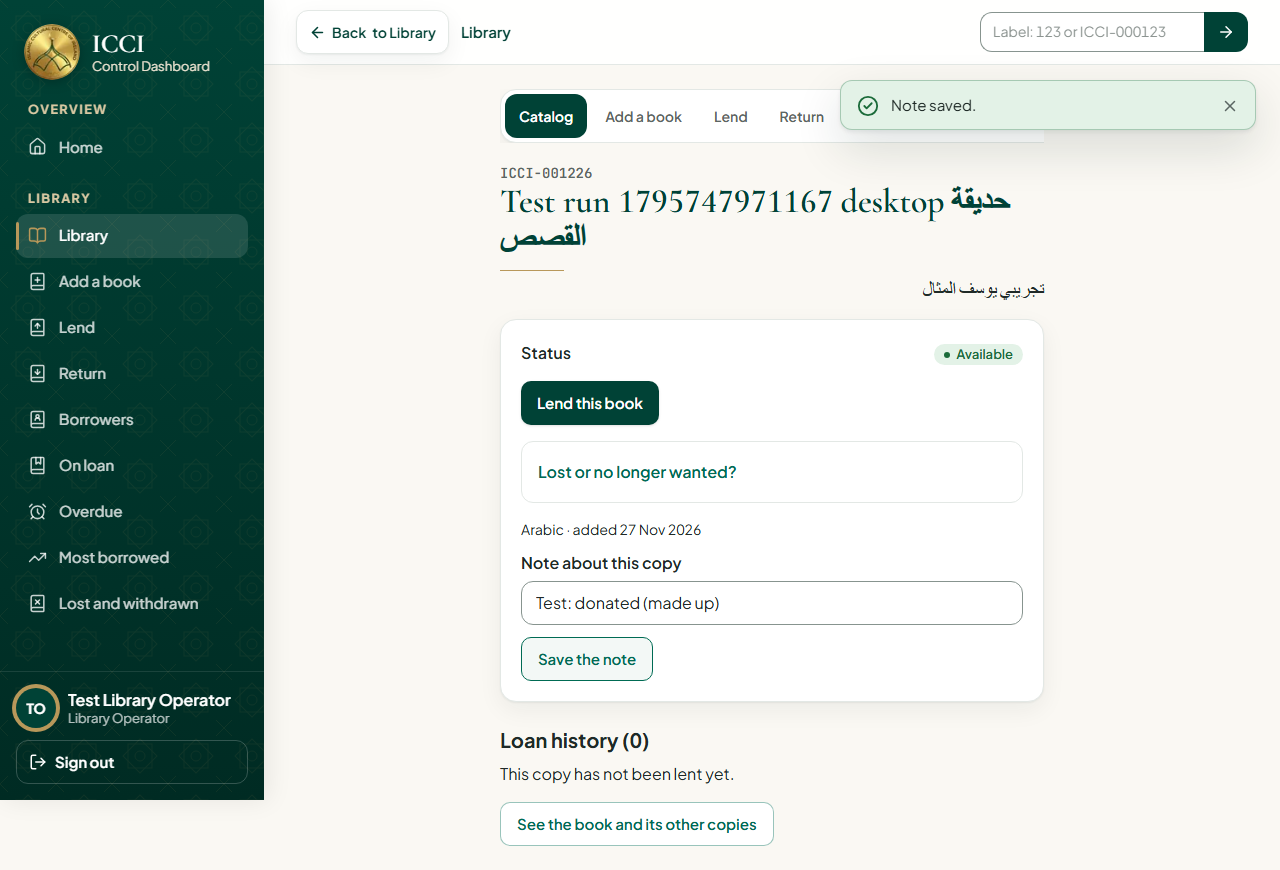 ICCI
Control Dashboard
OVERVIEW
Home
LIBRARY
Library
Add a book
Lend
Return
Borrowers
On loan
Overdue
Most borrowed
Lost and withdrawn
TO
Test Library Operator
Library Operator
Sign out
Back to Library
Library
Label: 123 or ICCI-000123
Note saved.
Catalog
Add a book
Lend
Return
ICCI-001226
Test run 1795747971167 desktop حديقة
القصص
تجريبي يوسف المثال
Status
Available
Lend this book
Lost or no longer wanted?
Arabic · added 27 Nov 2026
Note about this copy
Test: donated (made up)
Save the note
Loan history (0)
This copy has not been lent yet.
See the book and its other copies